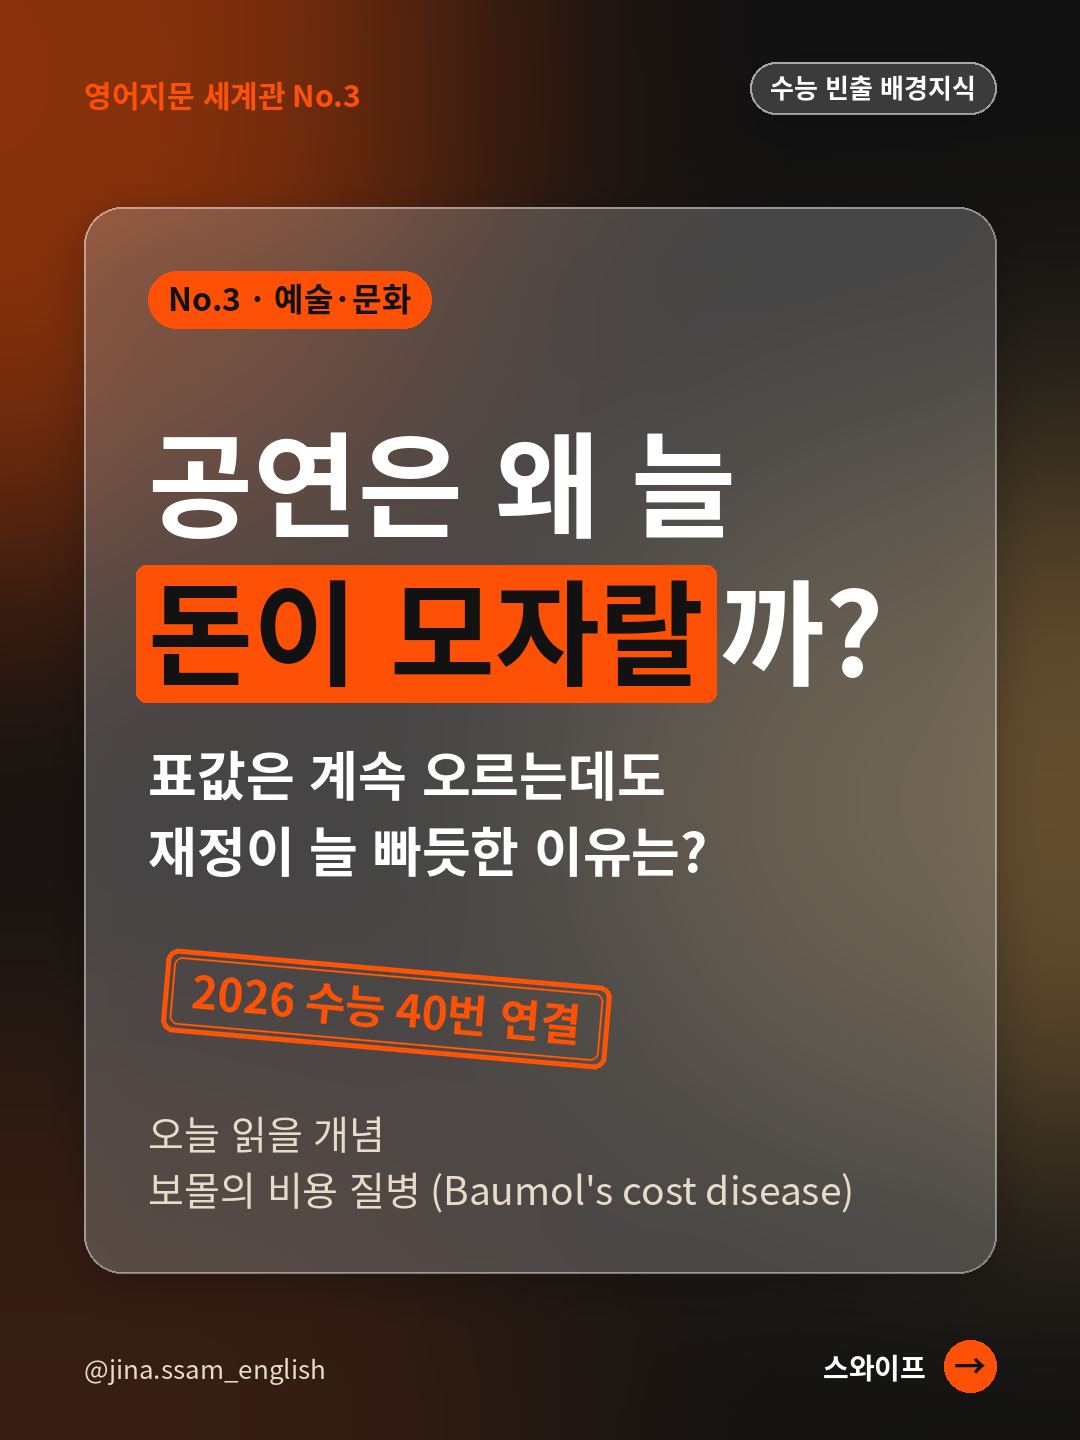 영어지문 세계관 No.3
수능 빈출 배경지식
No.3 · 예술·문화
공연은 왜 늘
돈이 모자랄까?
표값은 계속 오르는데도
재정이 늘 빠듯한 이유는?
2026 수능 40번 연결
오늘 읽을 개념
보몰의 비용 질병 (Baumol's cost disease)
@jina.ssam_english
스와이프 →